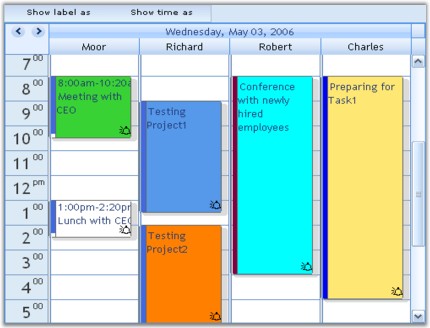 Show label as Show time as
Wednesday, May 03, 2006
Moor Richard Robert Charles
7 00
8 00
9 00
10 00
11 00
12 pm
1 00
2 00
3 00
4 00
5 00
8:00am-10:20a
Meeting with
CEO
1:00pm-2:20pm
Lunch with CEO
Testing
Project1
Testing
Project2
Conference
with newly
hired
employees
Preparing for
Task1